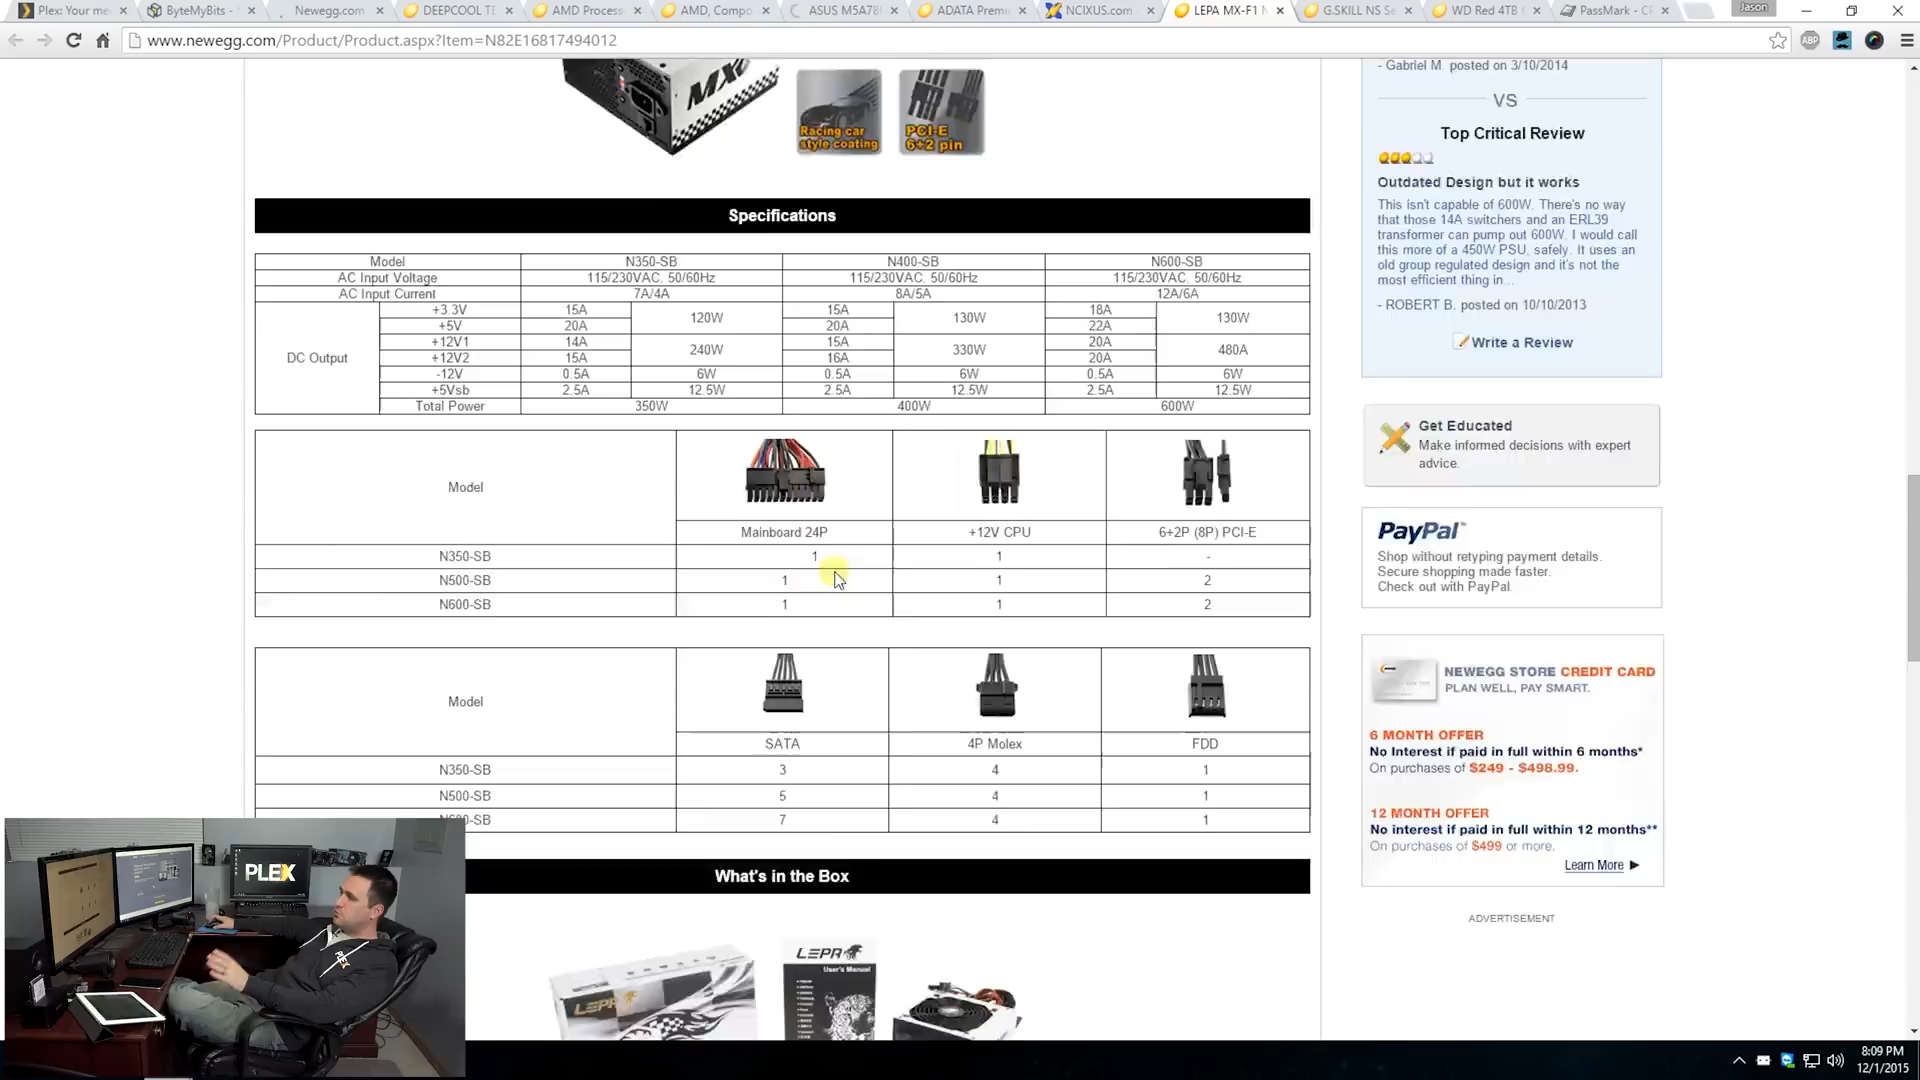 Plex: Your me
ByteMyBits -
Newegg.com
DEEPCOOL TE
AMD Process
AMD, Compo
ASUS M5A78
ADATA Premi
NCIXUS.com -
LEPA MX-F1 N
G.SKILL NS Se
WD Red 4TB
PassMark - CP
Jason
www.newegg.com/Product/Product.aspx?Item=N82E16817494012
ABP
MX
Racing car
style coating
PCI-E
6+2 pin
Specifications
Model N350-SB N400-SB N600-SB
AC Input Voltage 115/230VAC, 50/60Hz 115/230VAC, 50/60Hz 115/230VAC, 50/60Hz
AC Input Current 7A/4A 8A/5A 12A/6A
DC Output
+3.3V 15A 120W 15A 130W 18A 130W
+5V 20A 20A 22A
+12V1 14A 240W 15A 330W 20A 480A
+12V2 15A 16A 20A
-12V 0.5A 6W 0.5A 6W 0.5A 6W
+5Vsb 2.5A 12.5W 2.5A 12.5W 2.5A 12.5W
Total Power 350W 400W 600W
Model
Mainboard 24P +12V CPU 6+2P (8P) PCI-E
N350-SB 1 1 -
N500-SB 1 1 2
N600-SB 1 1 2
Model
SATA 4P Molex FDD
N350-SB 3 4 1
N500-SB 5 4 1
-SB 7 4 1
What's in the Box
LEPA
LEPA
User's Manual
PLEX
PLEX
- Gabriel M. posted on 3/10/2014
VS
Top Critical Review
Outdated Design but it works
This isn't capable of 600W. There's no way
that those 14A switchers and an ERL39
transformer can pump out 600W. I would call
this more of a 450W PSU, safely. It uses an
old group regulated design and it's not the
most efficient thing in...
- ROBERT B. posted on 10/10/2013
Write a Review
Get Educated
Make informed decisions with expert
advice.
PayPal™
Shop without retyping payment details.
Secure shopping made faster.
Check out with PayPal.
NEWEGG STORE CREDIT CARD
PLAN WELL, PAY SMART.
6 MONTH OFFER
No Interest if paid in full within 6 months*
On purchases of $249 - $498.99.
12 MONTH OFFER
No interest if paid in full within 12 months**
On purchases of $499 or more.
Learn More ▶
ADVERTISEMENT
8:09 PM
12/1/2015